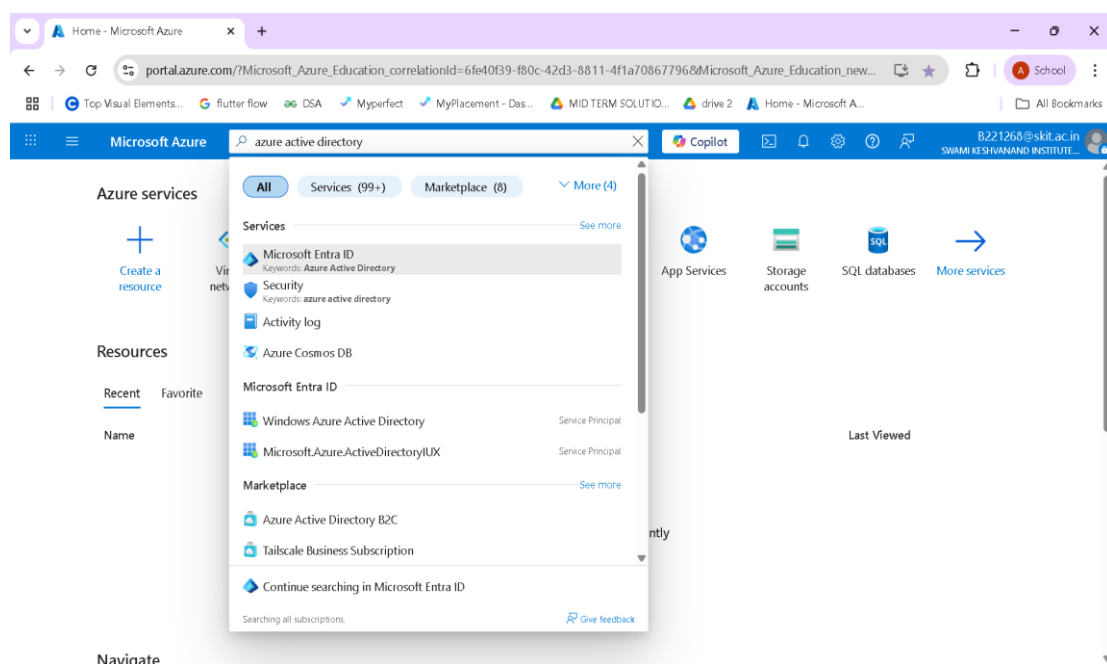 Home - Microsoft Azure
portal.azure.com/?Microsoft_Azure_Education_correlationId=6fe40f39-f80c-42d3-8811-4f1a708677968&Microsoft_Azure_Education_new...
A School
Top Visual Elements... flutter flow DSA Myperfect MyPlacement - Das... MID TERM SOLUTIO... drive 2 Home - Microsoft A... All Bookmarks
Microsoft Azure azure active directory Copilot B221268@skit.ac.in
SWAMI KESHVANAND INSTITUTE...
Azure services
All Services (99+) Marketplace (8) More (4)
Services See more
Microsoft Entra ID
Keywords: Azure Active Directory
Security
Keywords: azure active directory
Activity log
Azure Cosmos DB
Create a
resource
Vir
netw
App Services
Storage
accounts
SQL
SQL databases
More services
Resources
Recent Favorite
Name Last Viewed
Microsoft Entra ID
Windows Azure Active Directory Service Principal
Microsoft.Azure.ActiveDirectoryIUX Service Principal
Marketplace See more
Azure Active Directory B2C
Tailscale Business Subscription
ntly
Continue searching in Microsoft Entra ID
Searching all subscriptions. Give feedback
Navigate